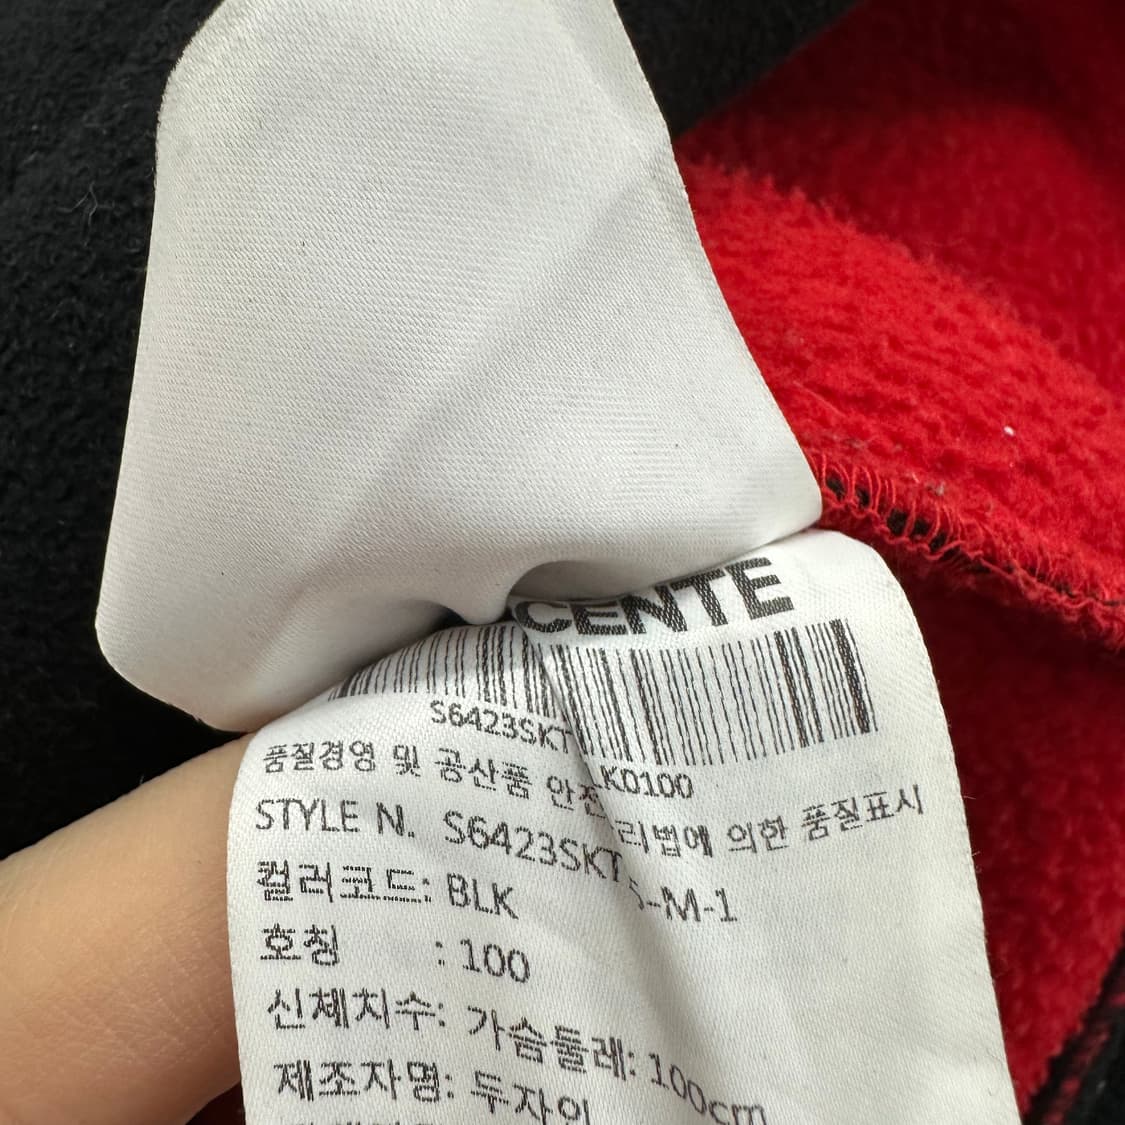 CENTE
S6423SKT LK0100
품질경영 및 공산품 안전 리법에 의한 품질표시
STYLE N. S6423SKT 5-M-1
컬러코드: BLK
호칭 : 100
신체치수: 가슴둘레: 100cm
제조자명: 두자인